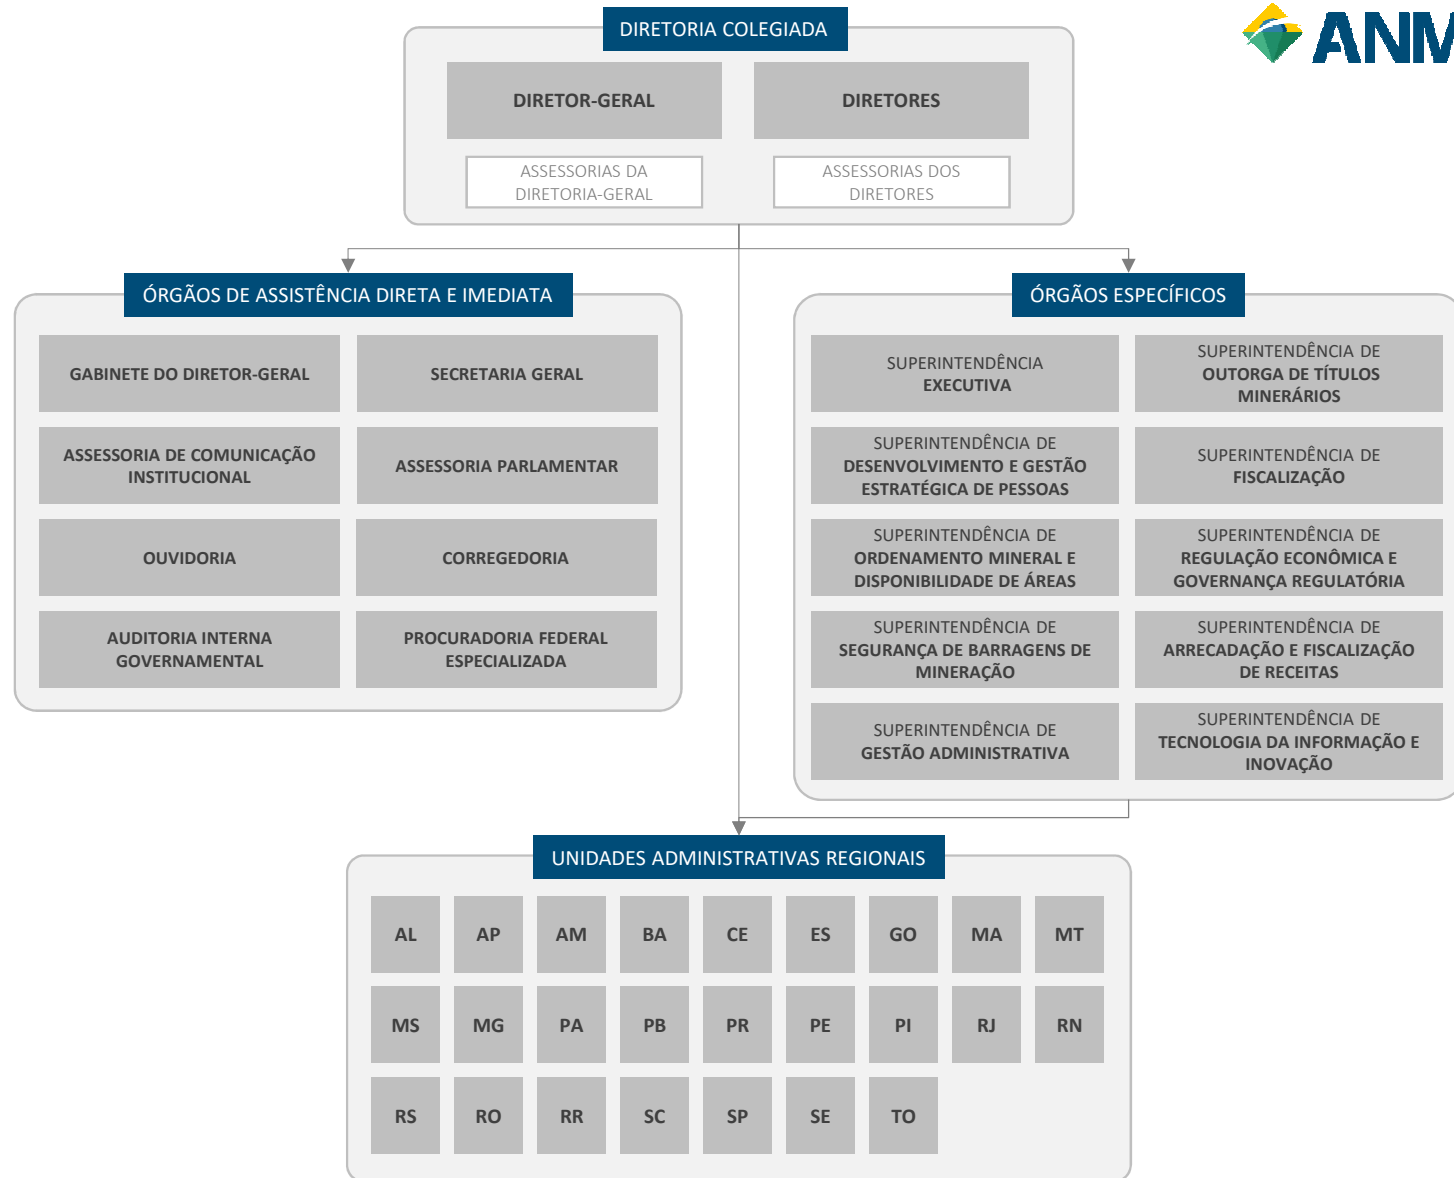 DIRETORIA COLEGIADA
ANM
DIRETOR-GERAL
DIRETORES
ASSESSORIAS DA
DIRETORIA-GERAL
ASSESSORIAS DOS
DIRETORES
ÓRGÃOS DE ASSISTÊNCIA DIRETA E IMEDIATA
GABINETE DO DIRETOR-GERAL
SECRETARIA GERAL
ASSESSORIA DE COMUNICAÇÃO
INSTITUCIONAL
ASSESSORIA PARLAMENTAR
OUVIDORIA
CORREGEDORIA
AUDITORIA INTERNA
GOVERNAMENTAL
PROCURADORIA FEDERAL
ESPECIALIZADA
ÓRGÃOS ESPECÍFICOS
SUPERINTENDÊNCIA
EXECUTIVA
SUPERINTENDÊNCIA DE
OUTORGA DE TÍTULOS
MINERÁRIOS
SUPERINTENDÊNCIA DE
DESENVOLVIMENTO E GESTÃO
ESTRATÉGICA DE PESSOAS
SUPERINTENDÊNCIA DE
FISCALIZAÇÃO
SUPERINTENDÊNCIA DE
ORDENAMENTO MINERAL E
DISPONIBILIDADE DE ÁREAS
SUPERINTENDÊNCIA DE
REGULAÇÃO ECONÔMICA E
GOVERNANÇA REGULATÓRIA
SUPERINTENDÊNCIA DE
SEGURANÇA DE BARRAGENS DE
MINERAÇÃO
SUPERINTENDÊNCIA DE
ARRECADAÇÃO E FISCALIZAÇÃO
DE RECEITAS
SUPERINTENDÊNCIA DE
GESTÃO ADMINISTRATIVA
SUPERINTENDÊNCIA DE
TECNOLOGIA DA INFORMAÇÃO E
INOVAÇÃO
UNIDADES ADMINISTRATIVAS REGIONAIS
AL AP AM BA CE ES GO MA MT
MS MG PA PB PR PE PI RJ RN
RS RO RR SC SP SE TO